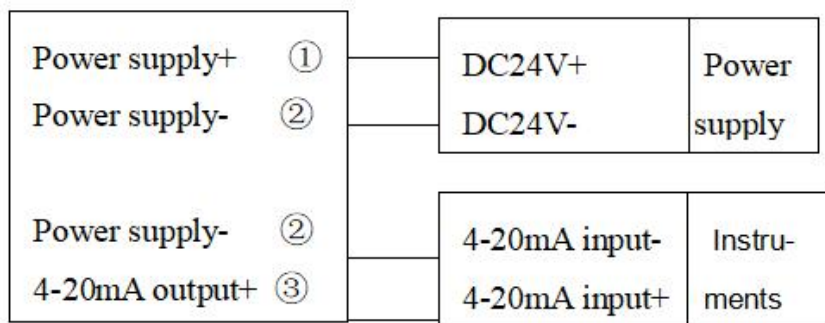 Power supply+ ①
DC24V+
Power
Power supply- ②
DC24V-
supply
Power supply- ②
4-20mA input-
Instru-
4-20mA output+ ③
4-20mA input+
ments